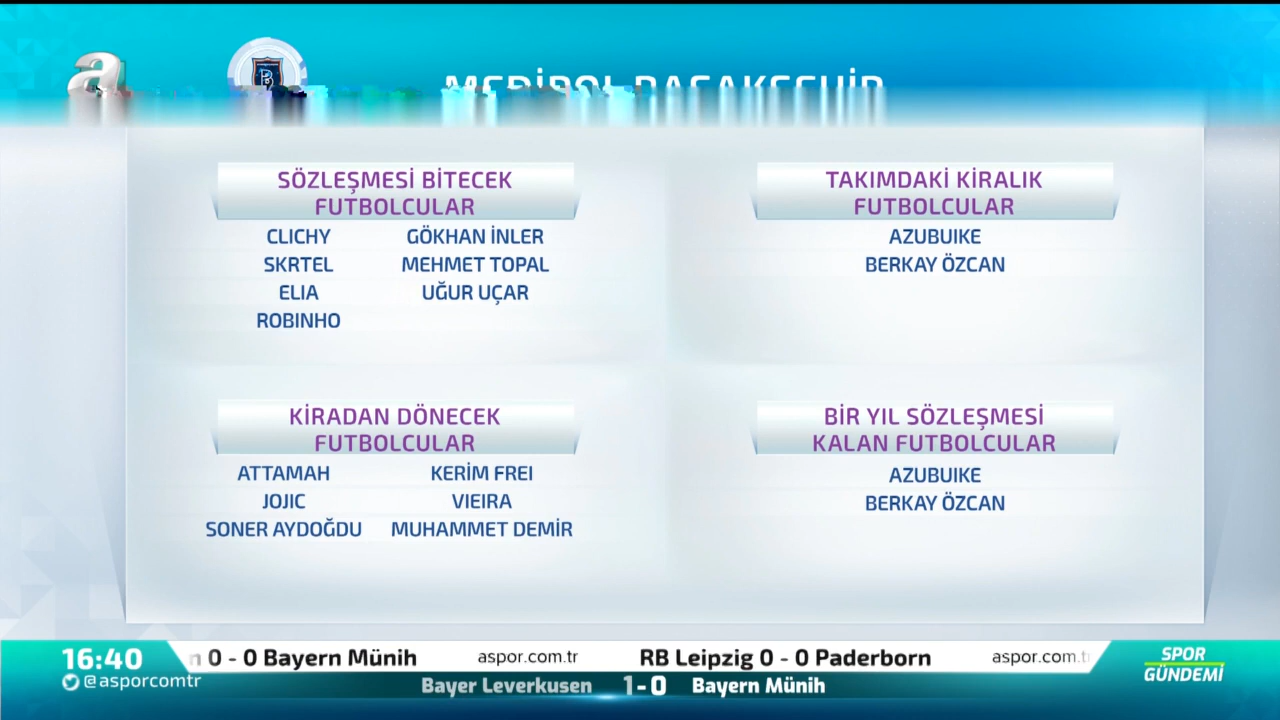 a
SÖZLEŞMESİ BİTECEK
FUTBOLCULAR
CLICHY
GÖKHAN İNLER
SKRTEL
MEHMET TOPAL
ELIA
UĞUR UÇAR
ROBINHO
TAKIMDAKİ KİRALIK
FUTBOLCULAR
AZUBUIKE
BERKAY ÖZCAN
KİRADAN DÖNECEK
FUTBOLCULAR
ATTAMAH
KERİM FREI
JOJIC
VIEIRA
SONER AYDOĞDU
MUHAMMET DEMİR
BİR YIL SÖZLEŞMESİ
KALAN FUTBOLCULAR
AZUBUIKE
BERKAY ÖZCAN
16:40
@asporcomtr
n 0 - 0 Bayern Münih
aspor.com.tr
RB Leipzig 0 - 0 Paderborn
aspor.com.t
Bayer Leverkusen 1-0 Bayern Münih
SPOR
GÜNDEMİ